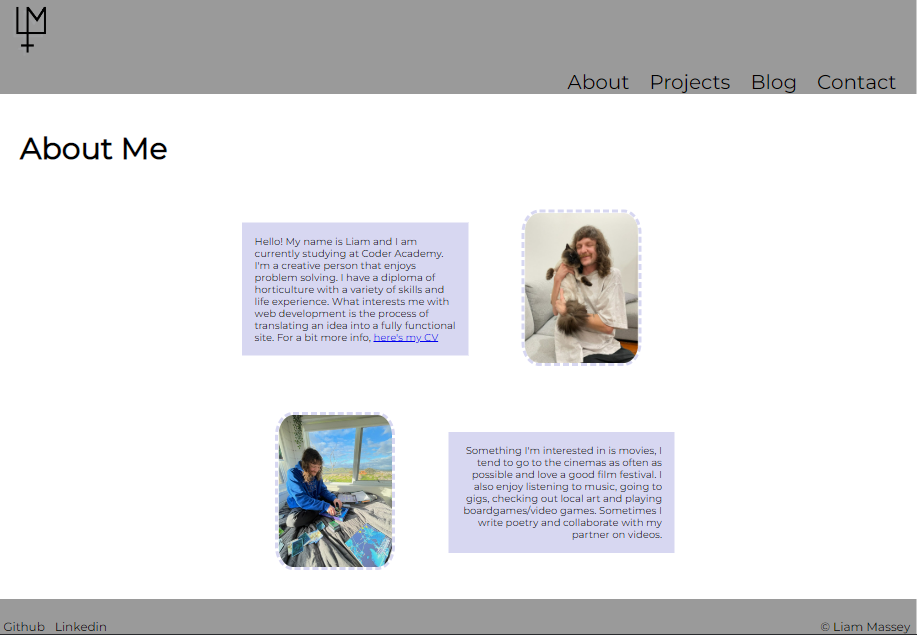 LM
About Projects Blog Contact
About Me
Hello! My name is Liam and I am
currently studying at Coder Academy.
I'm a creative person that enjoys
problem solving. I have a diploma of
horticulture with a variety of skills and
life experience. What interests me with
web development is the process of
translating an idea into a fully functional
site. For a bit more info, here's my CV
Something I'm interested in is movies, I
tend to go to the cinemas as often as
possible and love a good film festival. I
also enjoy listening to music, going to
gigs, checking out local art and playing
boardgames/video games. Sometimes I
write poetry and collaborate with my
partner on videos.
Github Linkedin
© Liam Massey